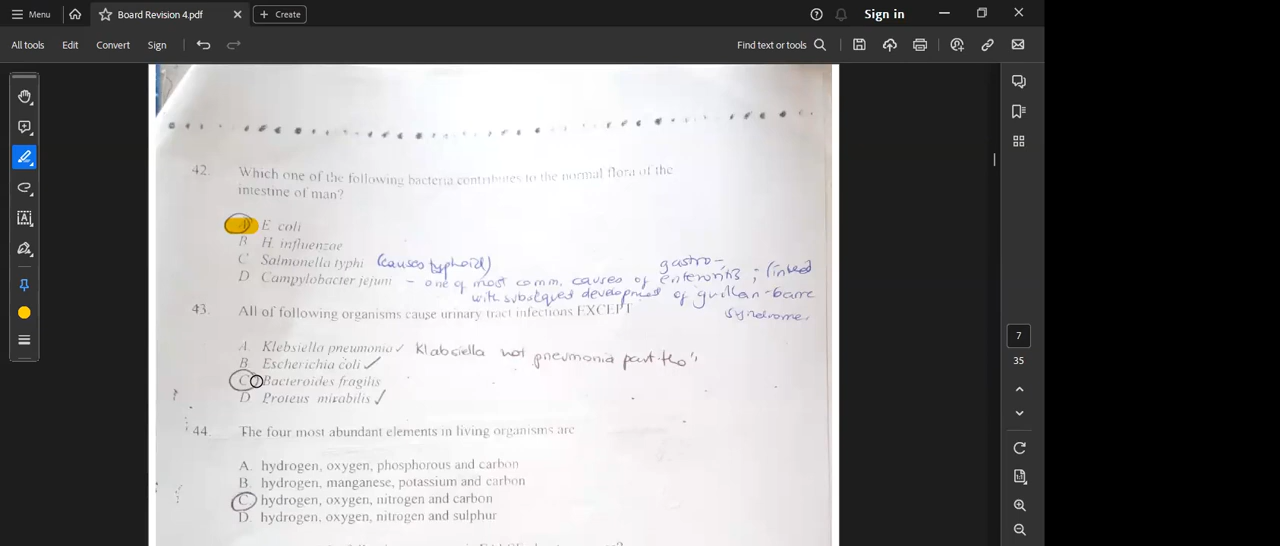 Menu
Board Revision 4.pdf
Create
Sign in
All tools
Edit
Convert
Sign
Find text or tools
42. Which one of the following bacteria contributes to the normal flora of the
intestine of man?
A E coli
B H. influenzae
C Salmonella typhi (causes typhoid)
gastro-
D Campylobacter jejuni - one of most comm. causes of enteroritis ; (linked
with subsequed development of guillan-barre
syndrome.
43. All of following organisms cause urinary tract infections EXCEPT
A Klebsiella pneumonia ✓ Klabsiella not pneumonia part tho'
B Escherichia coli ✓
C Bacteroides fragilis
D Proteus mirabilis ✓
44. The four most abundant elements in living organisms are
A. hydrogen, oxygen, phosphorous and carbon
B. hydrogen, manganese, potassium and carbon
C. hydrogen, oxygen, nitrogen and carbon
D. hydrogen, oxygen, nitrogen and sulphur
7
35